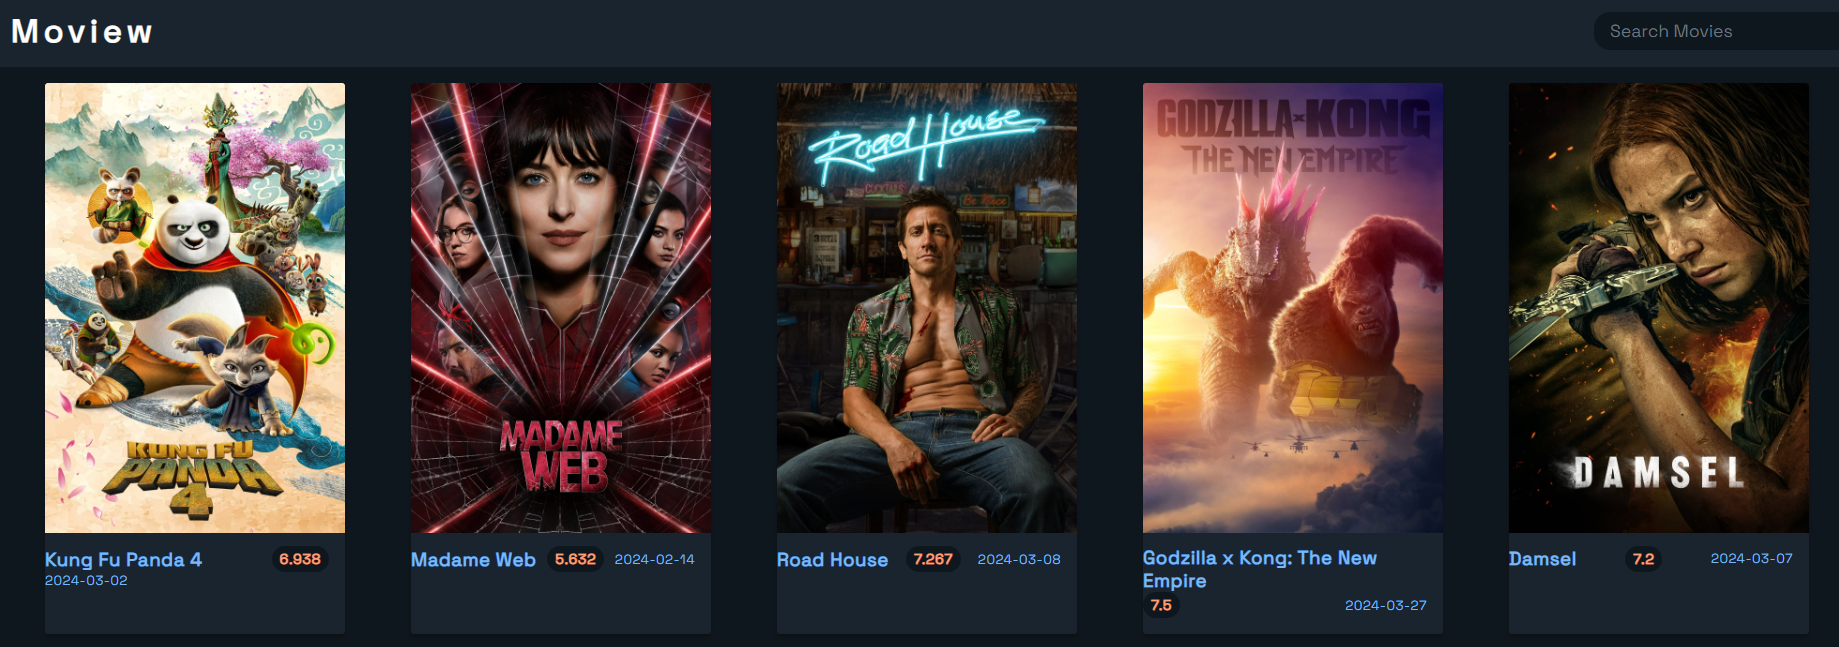 Moview
Search Movies
KUNG FU
PANDA
4
Kung Fu Panda 4
6.938
2024-03-02
MADAME
WEB
Madame Web 5.632 2024-02-14
Road House
Road House 7.267 2024-03-08
GODZILLA x KONG
THE NEW EMPIRE
Godzilla x Kong: The New
Empire
7.5 2024-03-27
DAMSEL
Damsel 7.2 2024-03-07